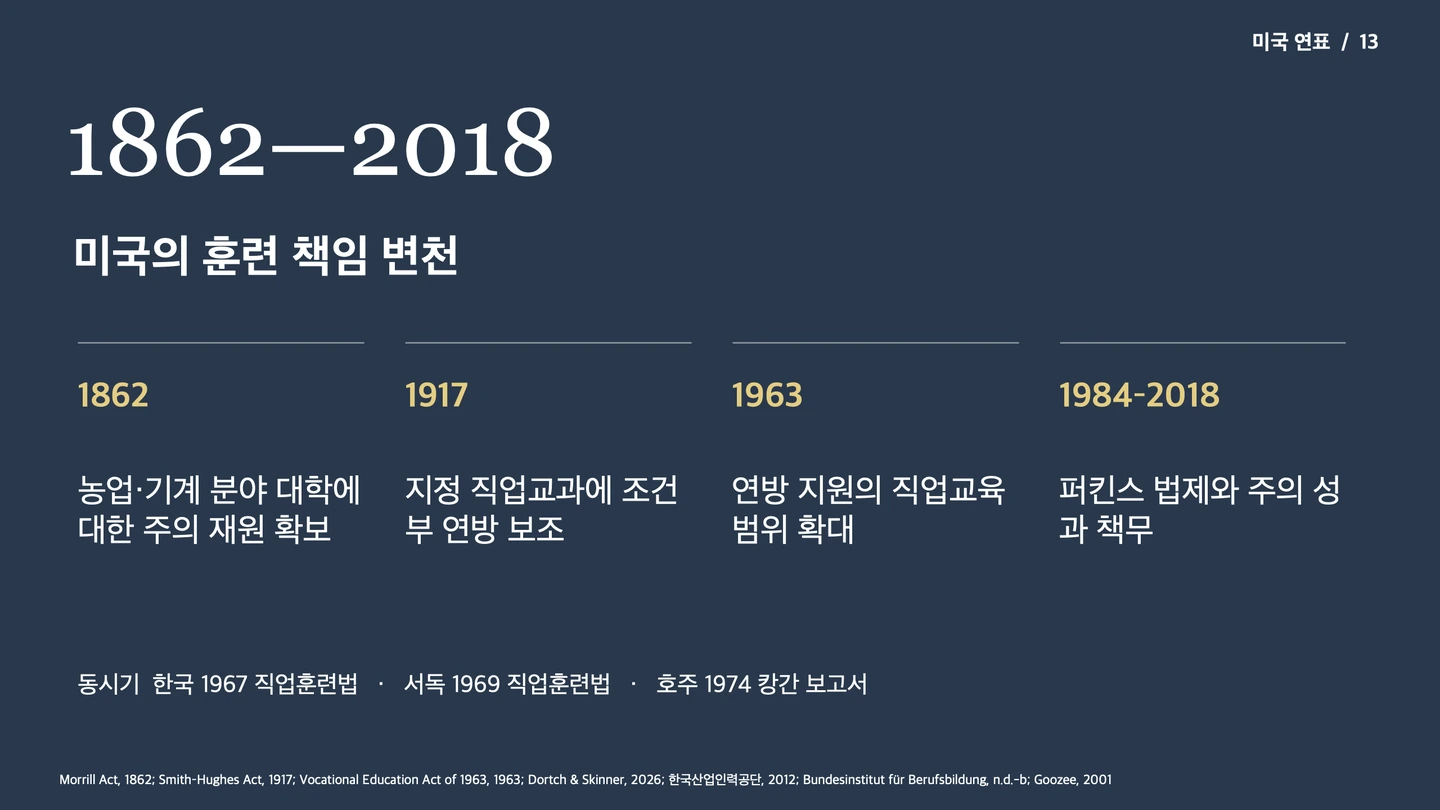 미국 연표 / 13
1862—2018
미국의 훈련 책임 변천
1862
농업·기계 분야 대학에
대한 주의 재원 확보
1917
지정 직업교과에 조건
부 연방 보조
1963
연방 지원의 직업교육
범위 확대
1984-2018
퍼킨스 법제와 주의 성
과 책무
동시기 한국 1967 직업훈련법 · 서독 1969 직업훈련법 · 호주 1974 캉간 보고서
Morrill Act, 1862; Smith-Hughes Act, 1917; Vocational Education Act of 1963, 1963; Dortch & Skinner, 2026; 한국산업인력공단, 2012; Bundesinstitut für Berufsbildung, n.d.-b; Goozee, 2001